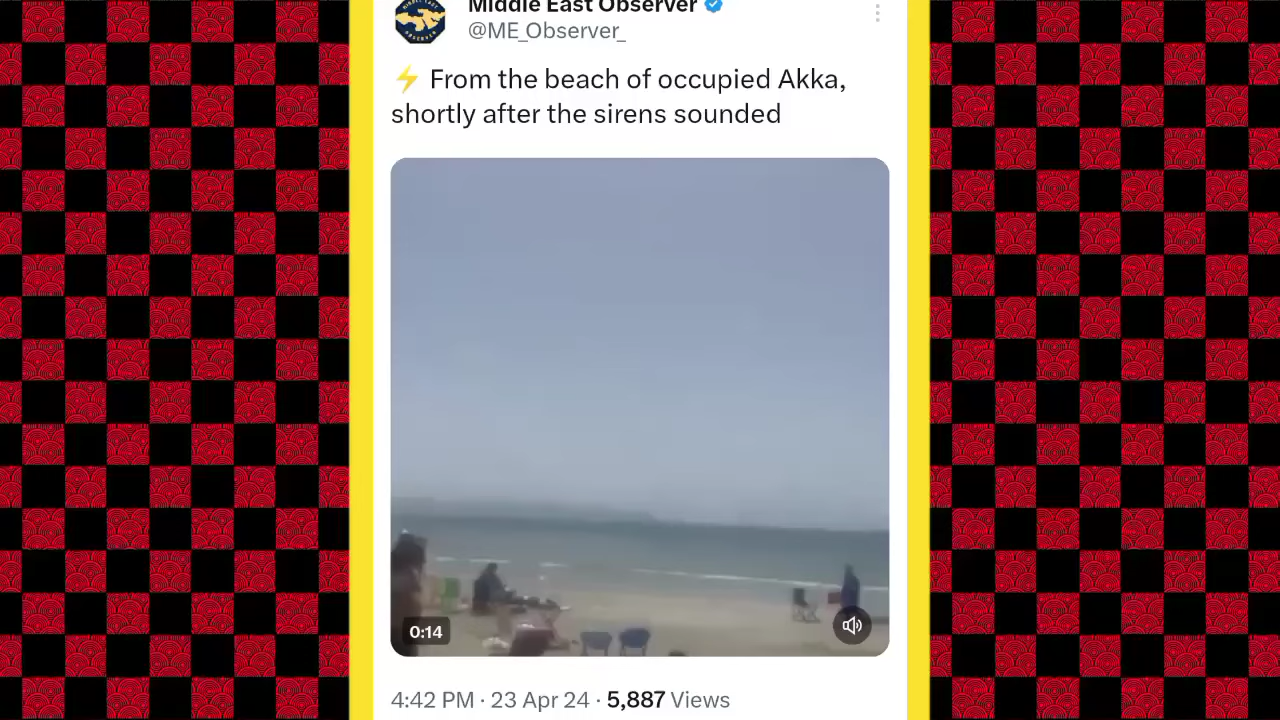 Middle East Observer
@ME_Observer_
⚡ From the beach of occupied Akka,
shortly after the sirens sounded
0:14
4:42 PM · 23 Apr 24 · 5,887 Views